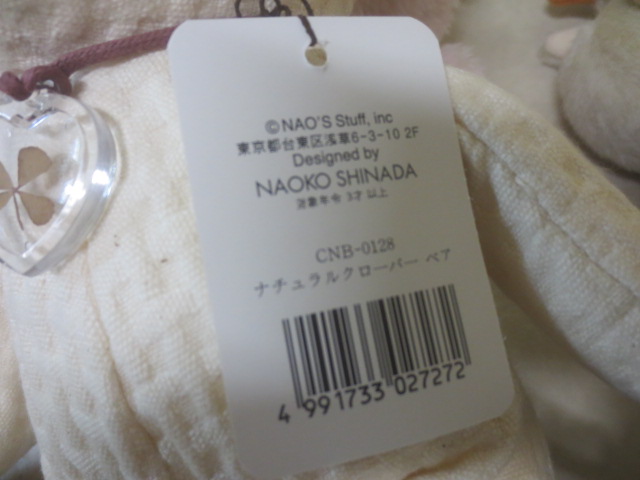 © NAO'S Stuff, inc
東京都台東区浅草6-3-10 2F
Designed by
NAOKO SHINADA
対象年令 3才以上
CNB-0128
ナチュラルクローバー ベア
4 991733 027272